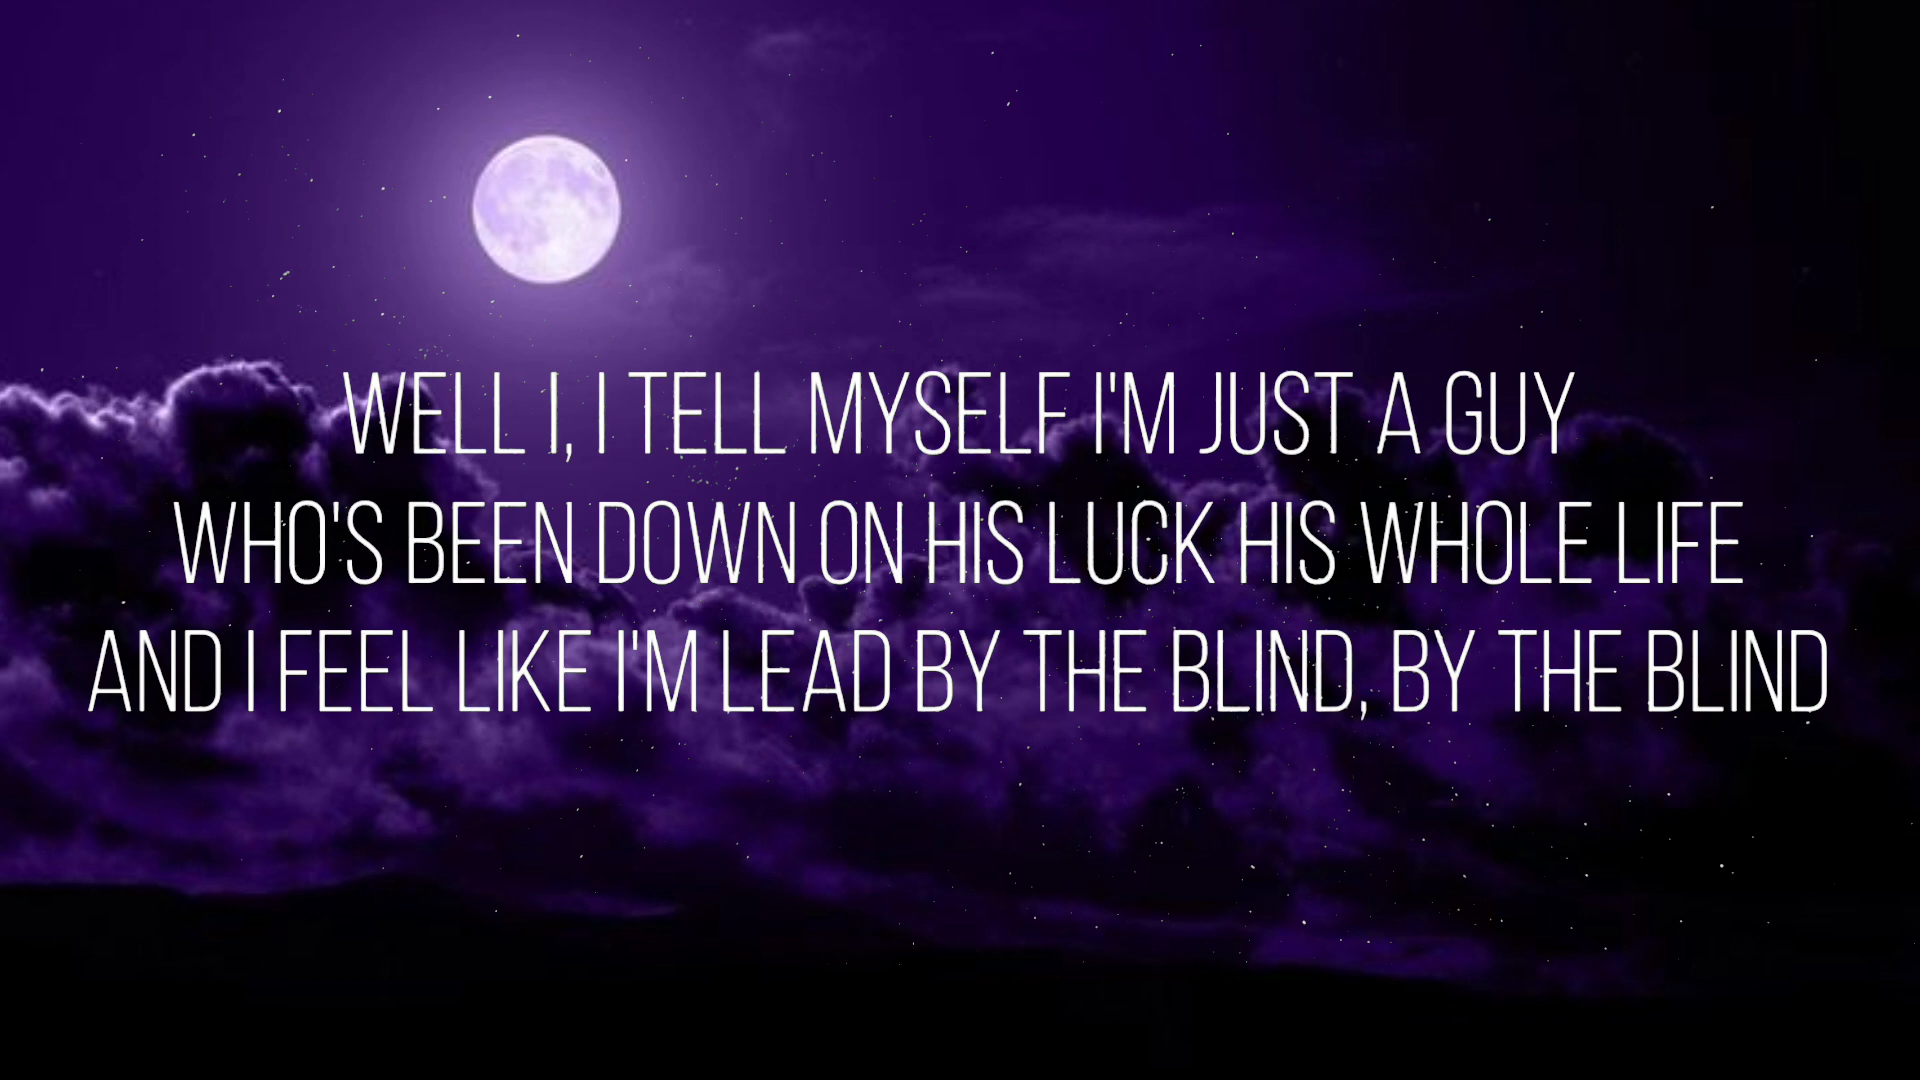 WELL I, I TELL MYSELF I'M JUST A GUY
WHO'S BEEN DOWN ON HIS LUCK HIS WHOLE LIFE
AND I FEEL LIKE I'M LEAD BY THE BLIND, BY THE BLIND